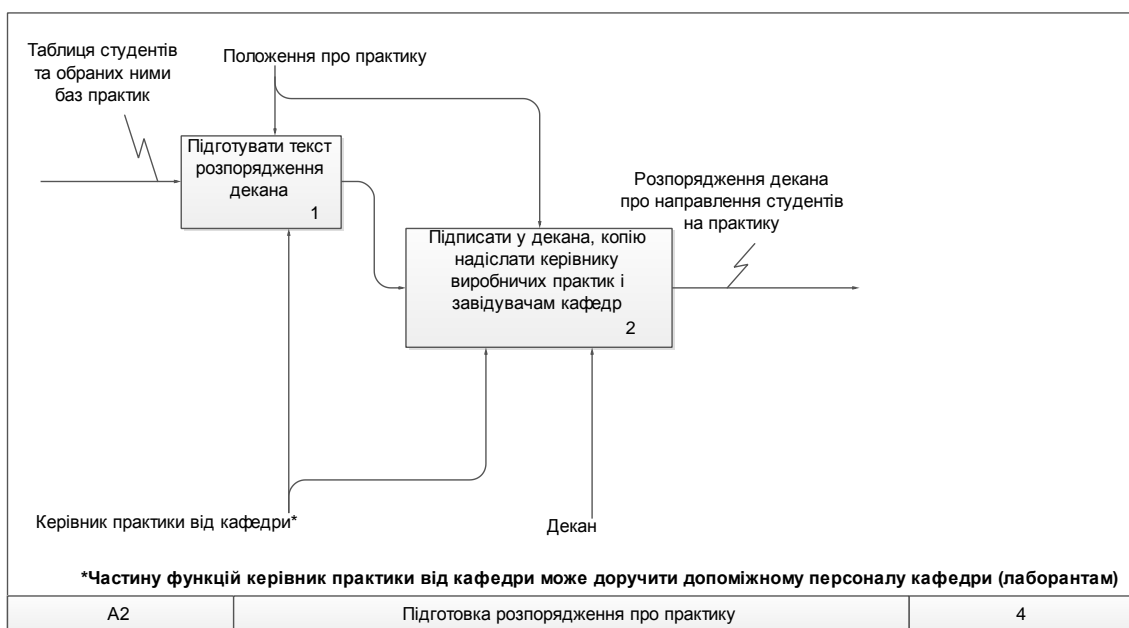 Таблиця студентів
та обраних ними
баз практик
Положення про практику
Підготувати текст
розпорядження
декана
1
Розпорядження декана
про направлення студентів
на практику
Підписати у декана, копію
надіслати керівнику
виробничих практик і
завідувачам кафедр
2
Керівник практики від кафедри*
Декан
*Частину функцій керівник практики від кафедри може доручити допоміжному персоналу кафедри (лаборантам)
A2
Підготовка розпорядження про практику
4